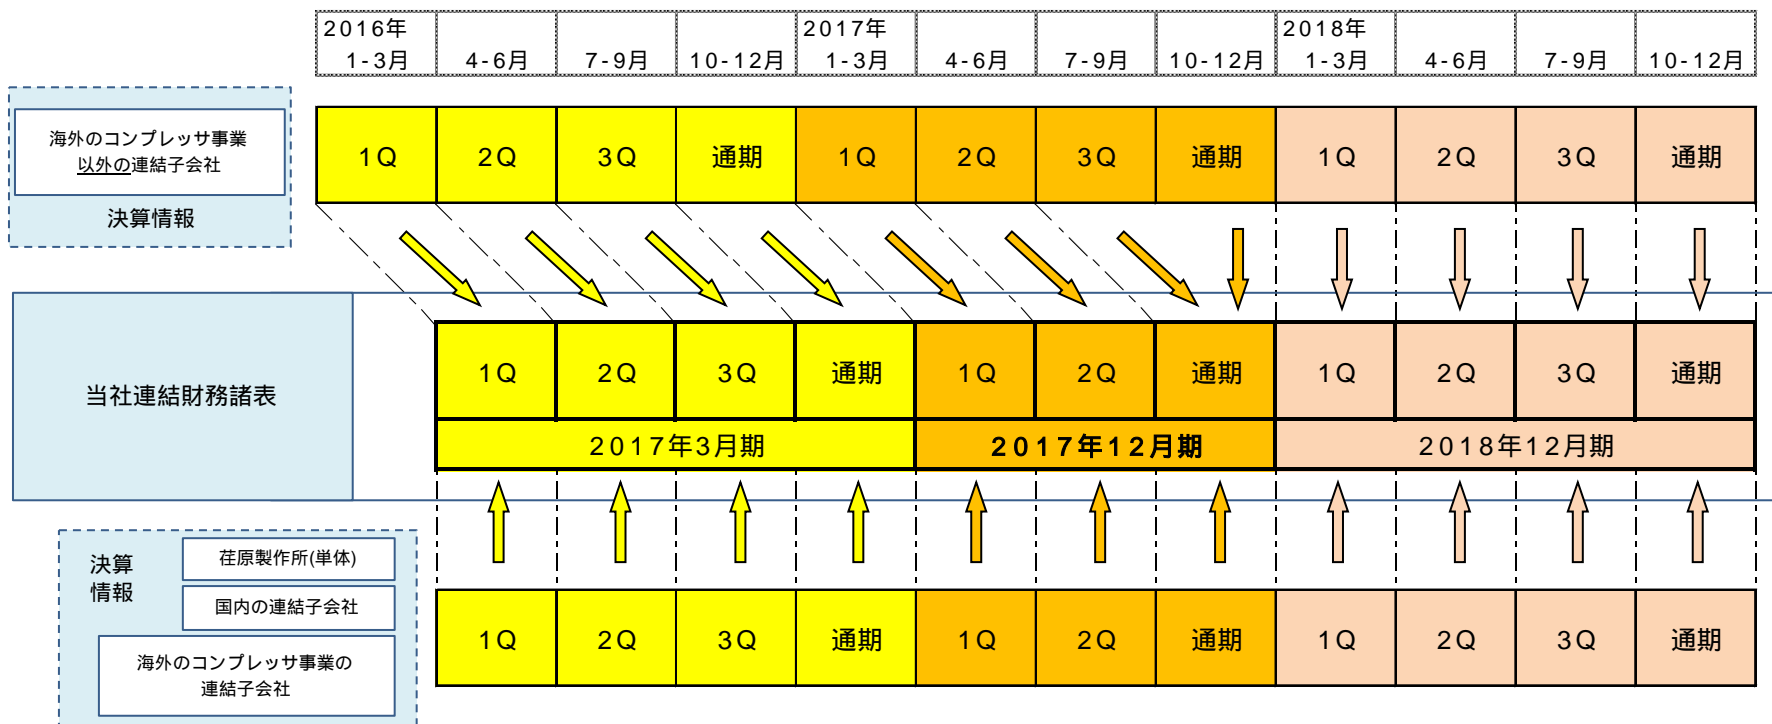 2016年 2017年 2018年
1-3月 4-6月 7-9月 10-12月 1-3月 4-6月 7-9月 10-12月 1-3月 4-6月 7-9月 10-12月
海外のコンプレッサ事業
以外の連結子会社
決算情報
1Q 2Q 3Q 通期 1Q 2Q 3Q 通期 1Q 2Q 3Q 通期
当社連結財務諸表
1Q 2Q 3Q 通期 1Q 2Q 通期 1Q 2Q 3Q 通期
2017年3月期 2017年12月期 2018年12月期
決算
情報
荏原製作所(単体)
国内の連結子会社
海外のコンプレッサ事業の
連結子会社
1Q 2Q 3Q 通期 1Q 2Q 通期 1Q 2Q 3Q 通期